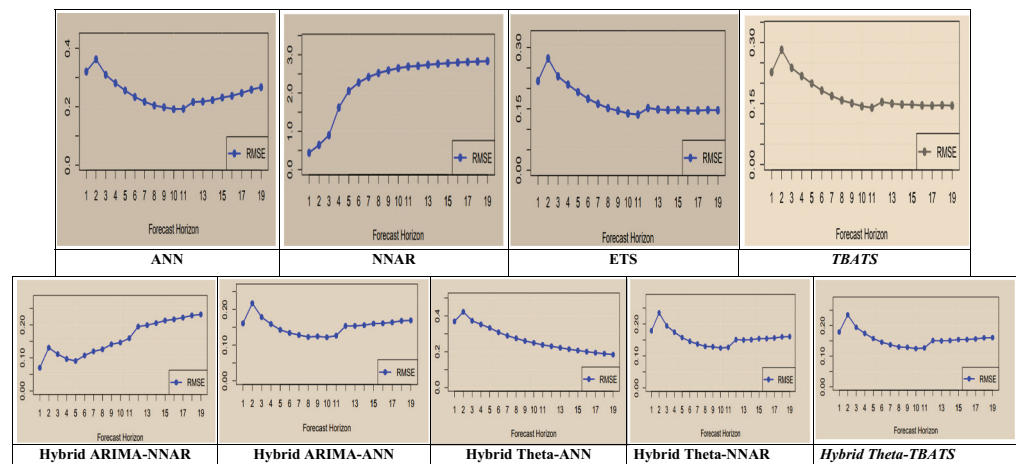 0.4
0.2
0.0
RMSE
1 2 3 4 5 6 7 8 9 10 11 13 15 17 19
Forecast Horizon
3.0
2.0
1.0
0.0
RMSE
1 2 3 4 5 6 7 8 9 10 11 13 15 17 19
Forecast Horizon
0.30
0.15
0.00
RMSE
1 2 3 4 5 6 7 8 9 10 11 13 15 17 19
Forecast Horizon
0.30
0.15
0.00
RMSE
1 2 3 4 5 6 7 8 9 10 11 13 15 17 19
Forecast Horizon
ANN
NNAR
ETS
TBATS
0.20
0.10
0.00
RMSE
1 2 3 4 5 6 7 8 9 10 11 13 15 17 19
Forecast Horizon
0.20
0.10
0.00
RMSE
1 2 3 4 5 6 7 8 9 10 11 13 15 17 19
Forecast Horizon
0.4
0.2
0.0
RMSE
1 2 3 4 5 6 7 8 9 10 11 13 15 17 19
Forecast Horizon
0.20
0.10
0.00
RMSE
1 2 3 4 5 6 7 8 9 10 11 13 15 17 19
Forecast Horizon
0.20
0.10
0.00
RMSE
1 2 3 4 5 6 7 8 9 10 11 13 15 17 19
Forecast Horizon
Hybrid ARIMA-NNAR
Hybrid ARIMA-ANN
Hybrid Theta-ANN
Hybrid Theta-NNAR
Hybrid Theta-TBATS